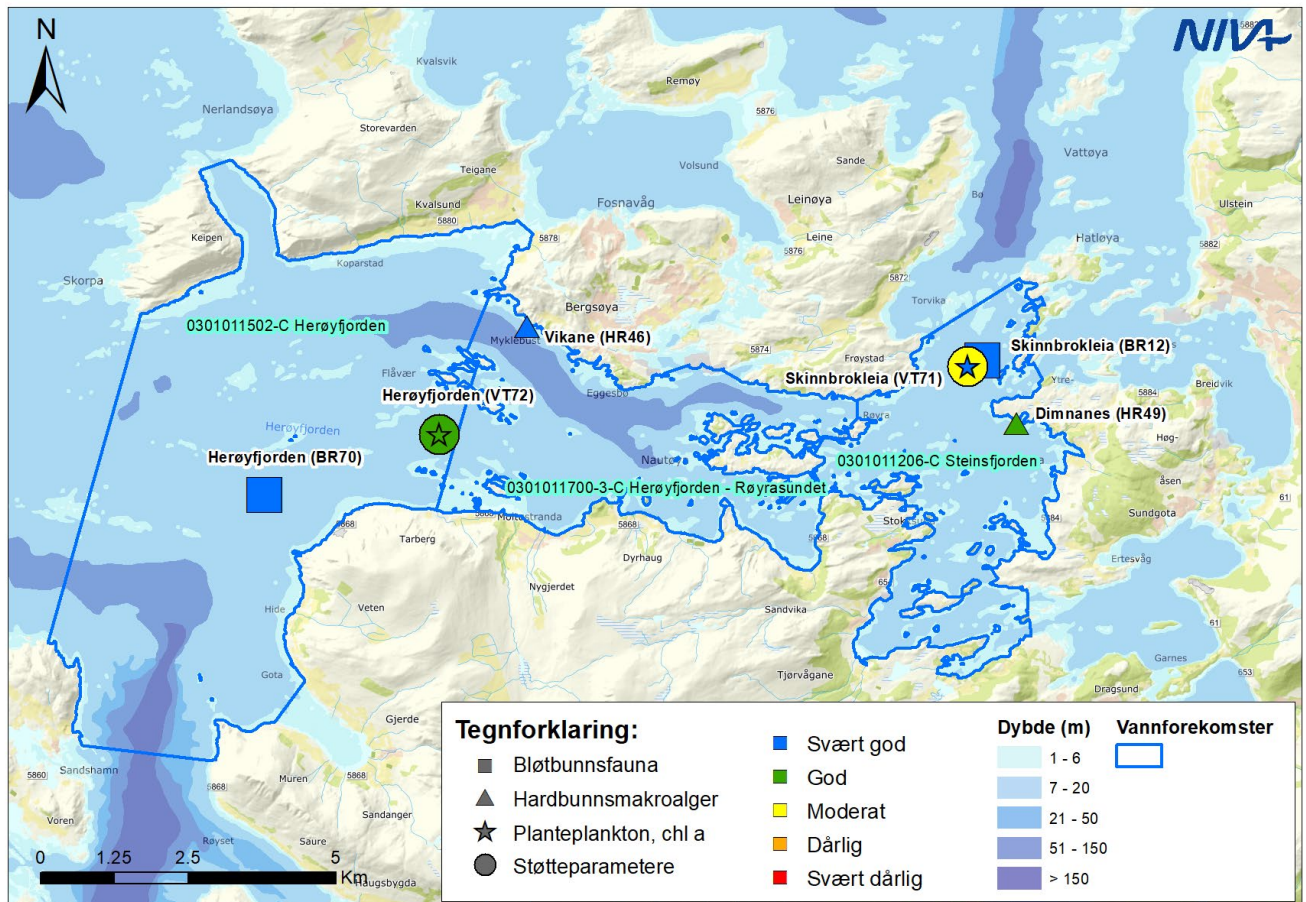 N
NIVA
Kvalsvik
Remøy
5882
Nerlandsøya
5876
Storevarden
Vattøya
Sande
Volsund
Teigane
Bø
Leinøya
Ulstein
Kvalsund
Fosnavåg
5880
Leine
Keipen
5878
5876
Hatløya
5882
Koparstad
5872
Skorpa
Torvika
Bergsøya
0301011502-C Herøyfjorden
Vikane (HR46)
Myklebust
Skinnbrokleia (BR12)
5874
Frøystad
Flåvær
Skinnbrokleia (VT71)
Ytre-
Breidvik
5884
Herøyfjorden (VT72)
Eggesbø
Røyra
Dimnanes (HR49)
Herøyfjorden
Høg-
åsen
Herøyfjorden (BR70)
Nautøy
0301011206-C Steinsfjorden
0301011700-3-C Herøyfjorden - Røyrasundet
61
5868
Moltustranda
Sundgota
Tarberg
5868
Dyrhaug
Ertesvåg
Nygjerdet
Hide
Veten
Sandvika
61
Garnes
653
Gota
Tjørvågane
Dragsund
Gjerde
Sandshamn
5860
5868
Muren
5868
Sandanger
Voren
Røyset
Saure
Haugsbygda
0 1.25 2.5 5
Km
Tegnforklaring:
Bløtbunnsfauna
Hardbunnsmakroalger
Planteplankton, chl a
Støtteparametere
Svært god
God
Moderat
Dårlig
Svært dårlig
Dybde (m)
1 - 6
7 - 20
21 - 50
51 - 150
> 150
Vannforekomster